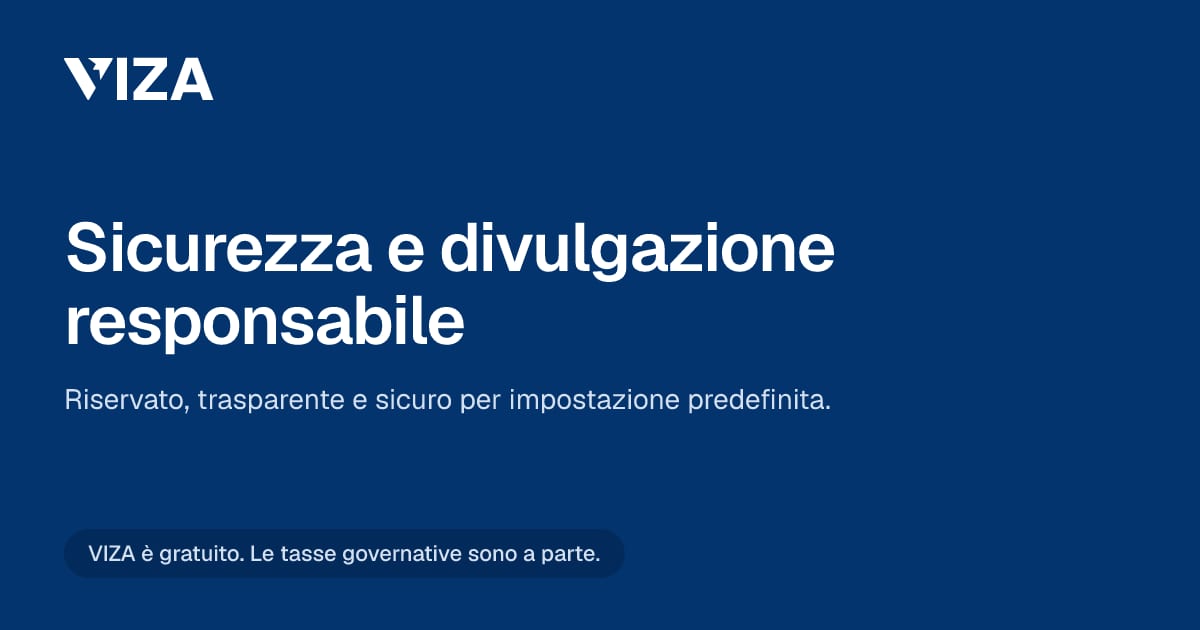 VIZA
Sicurezza e divulgazione
responsabile
Riservato, trasparente e sicuro per impostazione predefinita.
VIZA è gratuito. Le tasse governative sono a parte.